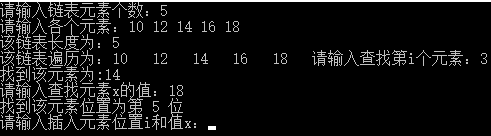 请输入链表元素个数：5
请输入各个元素：10 12 14 16 18
该链表长度为：5
该链表遍历为：10   12   14   16   18   请输入查找第i个元素：3
找到该元素为:14
请输入查找元素x的值：18
找到该元素位置为第 5 位
请输入插入元素位置i和值x：